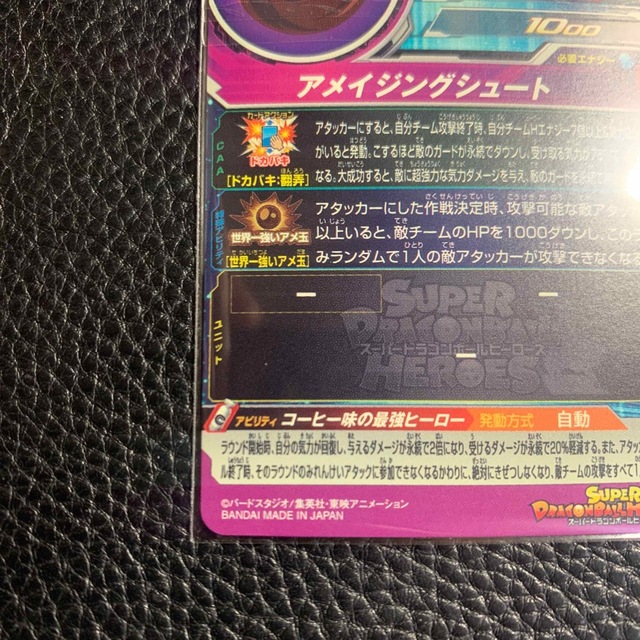 1000
必要エナジー
アメイジングシュート
CAA
カードアクション
ドカバキ
[ドカバキ:翻弄]
アタッカーにすると、自分チーム攻撃終了時、自分チームHエナジー7個以上
がいると発動。こするほど敵のガードが永続でダウンし、受け取る気力が
なる。大成功すると、敵に超強力な気力ダメージを与え、敵のガードを
超アビリティ
世界一強いアメ玉
[世界一強いアメ玉]
アタッカーにした作戦決定時、攻撃可能な敵アタ
以上いると、敵チームのHPを1000ダウンし、
みランダムで1人の敵アタッカーが攻撃できなくなる
ユニット
ー ー
ー
SUPER
DRAGONBALL
スーパードラゴンボールヒーローズ
HEROES
アビリティ コーヒー味の最強ヒーロー 発動方式 自動
ラウンド開始時、自分の気力が回復し、与えるダメージが永続で2倍になり、受けるダメージが永続で20%軽減する。また、アタッ
ル終了時、そのラウンドのみれんけいアタックに参加できなくなるかわりに、絶対にきぜつしなくなり、敵チームの攻撃をすべて
©バードスタジオ/集英社・東映アニメーション
BANDAI MADE IN JAPAN
SUPER
DRAGONBALL H
スーパードラゴンボールヒ